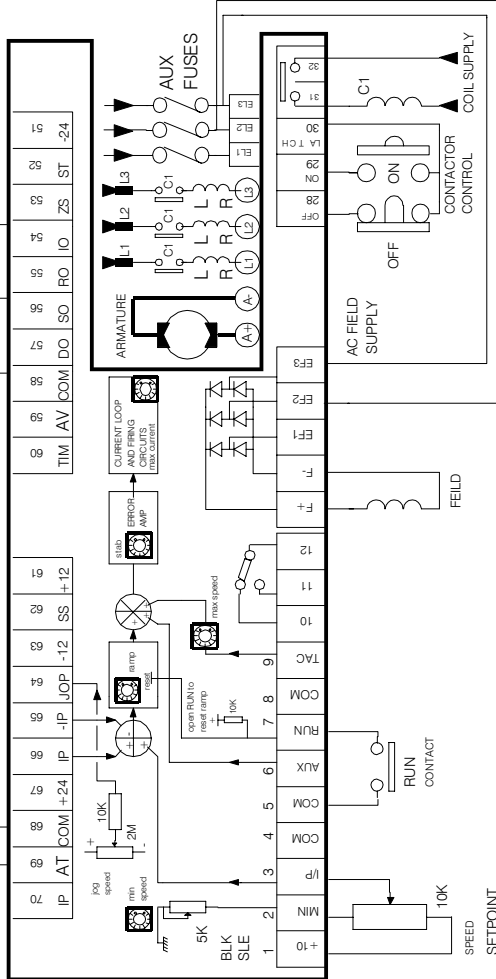 51 52 53 54 55 56 57 58 59 60
-24 ST ZS IO RO SO DO COM AV TIM
61 62 63 64 65 66 67 68 69 70
+12 SS -12 JOP -IP IP +24 COM AT IP
AUX
FUSES
EL3
EL2
EL1
L3
L2
L1
C1
C1
C1
L R
L R
L R
L3
L2
L1
ARMATURE
A-
A+
32
31
30
LATCH
29
ON
28
OFF
C1
COIL SUPPLY
ON
OFF
CONTACTOR
CONTROL
AC FIELD
SUPPLY
CURRENT LOOP
AND FIRING
CIRCUITS
max current
ERROR
AMP
stab
ramp
reset
max speed
open RUN to
reset ramp
+
10K
10K
2M
+
-
jog
speed
min
speed
5K
BLK
SLE
EF3
EF2
EF1
F-
F+
FEILD
12
11
10
9 TAC
8 COM
7 RUN
6 AUX
5 COM
4 COM
3 I/P
2 MIN
1 +10
RUN
CONTACT
10K
SPEED
SETPOINT